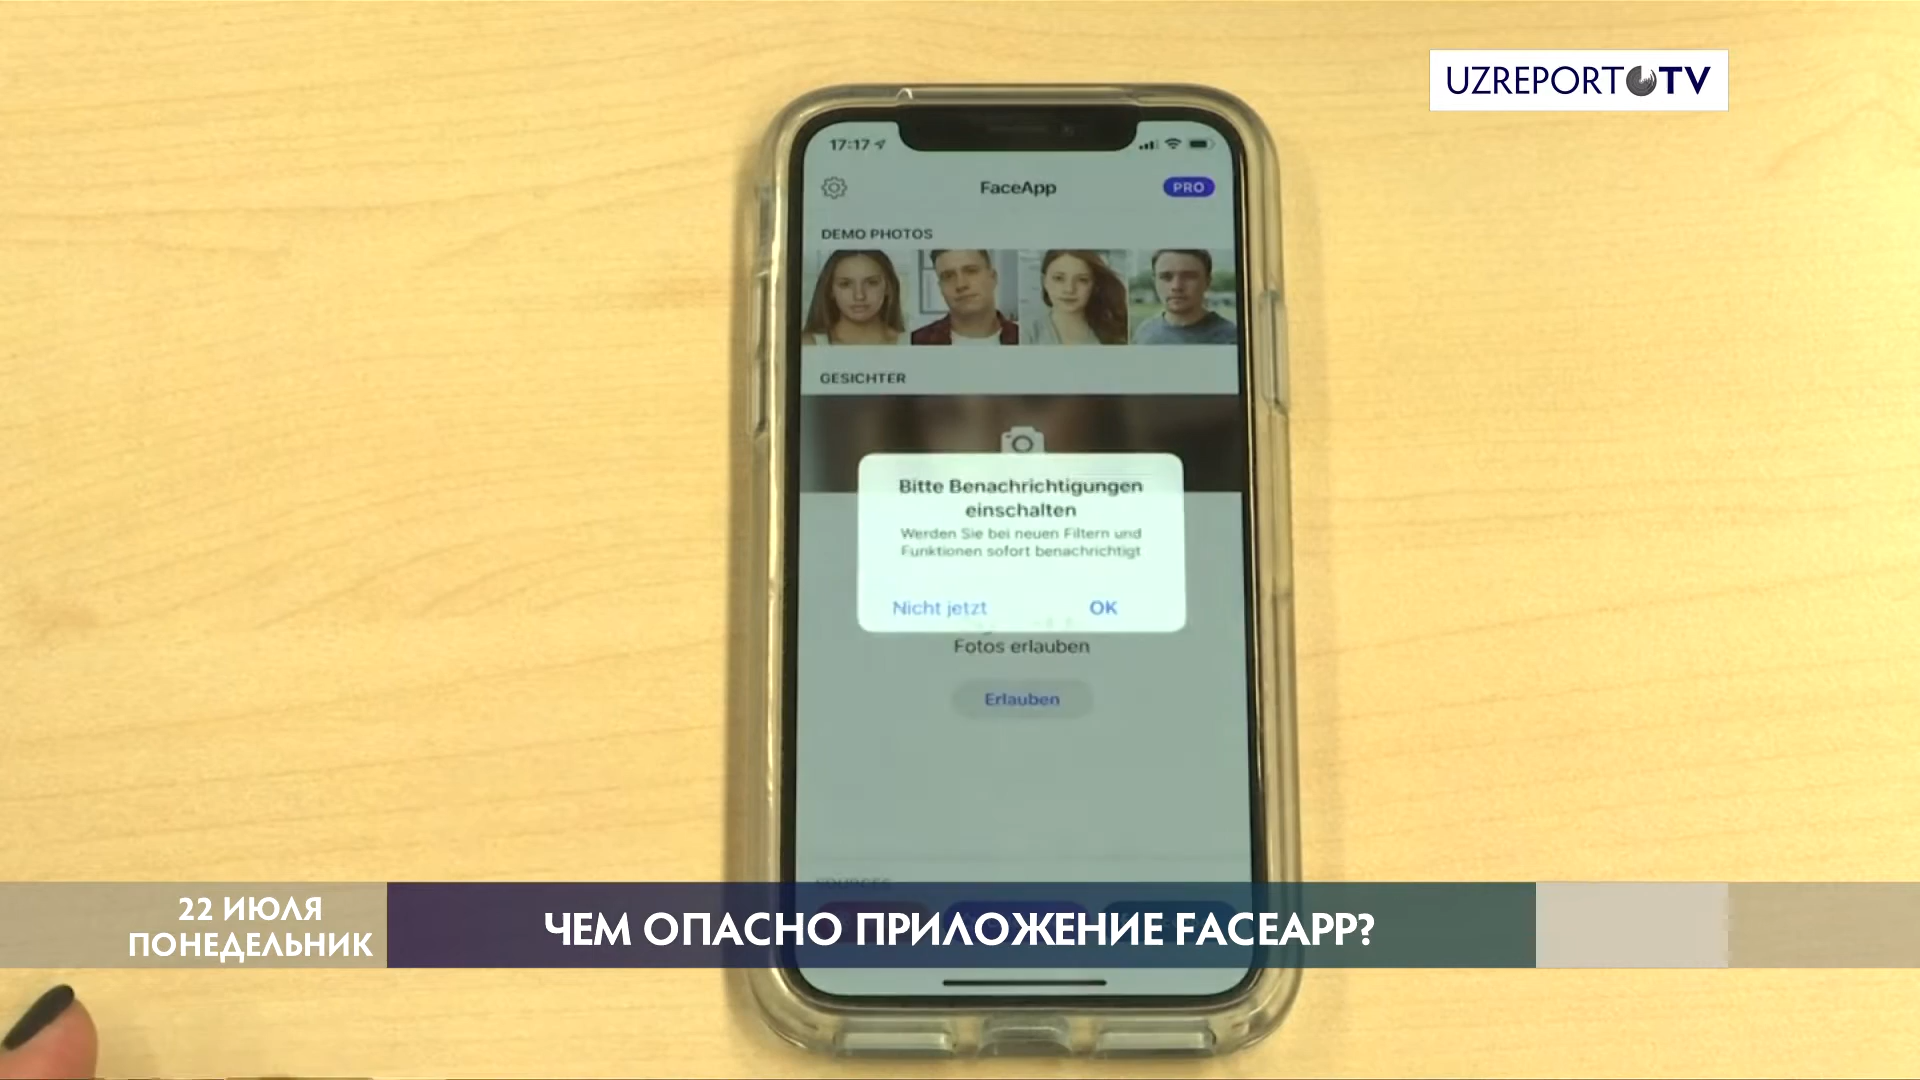 UZREPORT TV
17:17
FaceApp
PRO
DEMO PHOTOS
GESICHTER
Bitte Benachrichtigungen
einschalten
Werden Sie bei neuen Filtern und
Funktionen sofort benachrichtigt
Nicht jetzt
OK
Fotos erlauben
Erlauben
SOURCES
22 ИЮЛЯ
ПОНЕДЕЛЬНИК
ЧЕМ ОПАСНО ПРИЛОЖЕНИЕ FACEAPP?